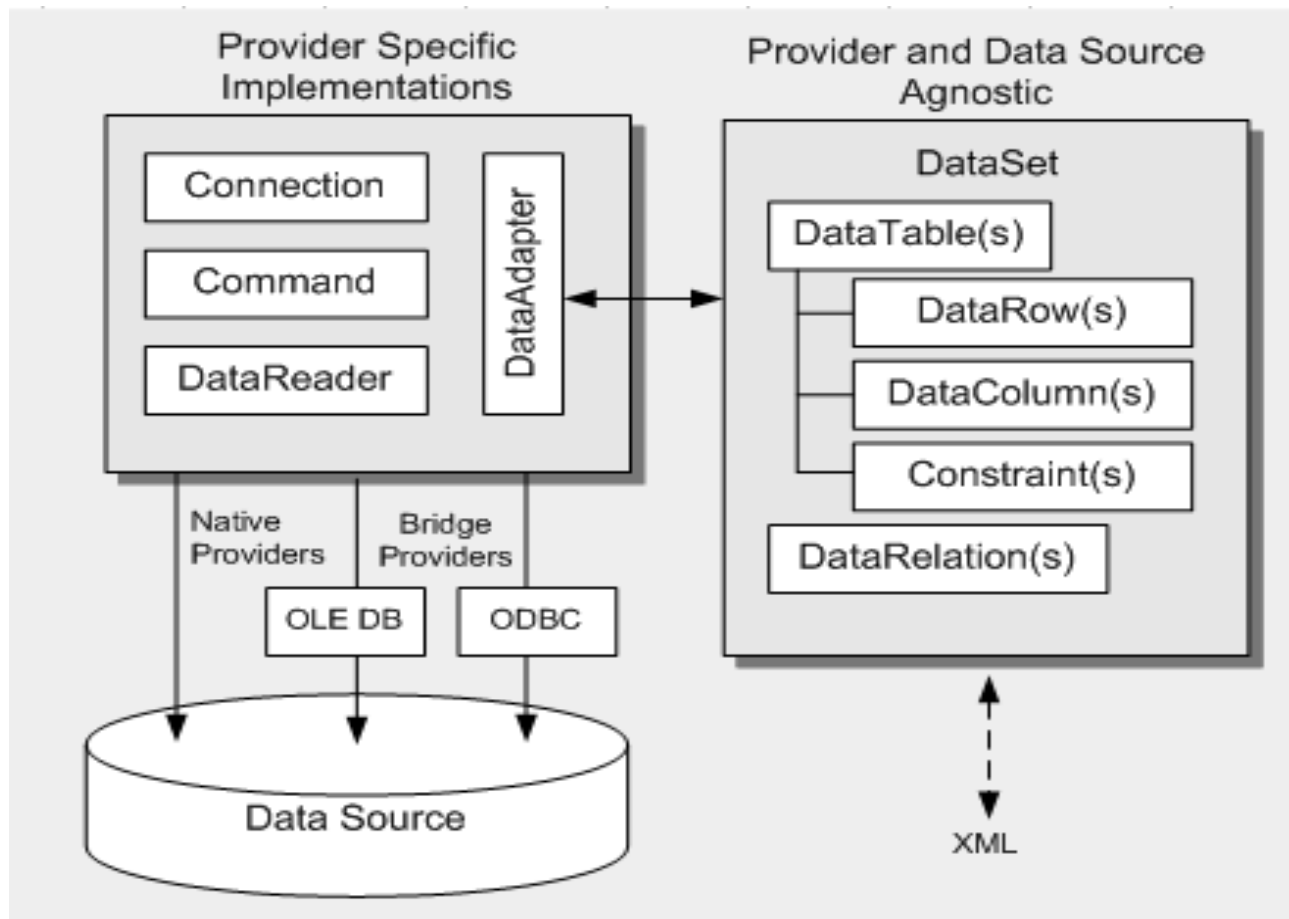 Provider Specific
Implementations
Connection
Command
DataReader
DataAdapter
Native
Providers
Bridge
Providers
OLE DB
ODBC
Data Source
Provider and Data Source
Agnostic
DataSet
DataTable(s)
DataRow(s)
DataColumn(s)
Constraint(s)
DataRelation(s)
XML